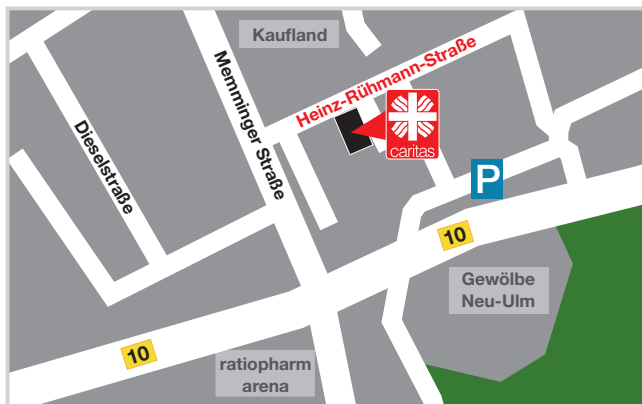 Kaufland
Memminger Straße
Heinz-Rühmann-Straße
Dieselstraße
caritas
P
10
Gewölbe
Neu-Ulm
10
ratiopharm
arena